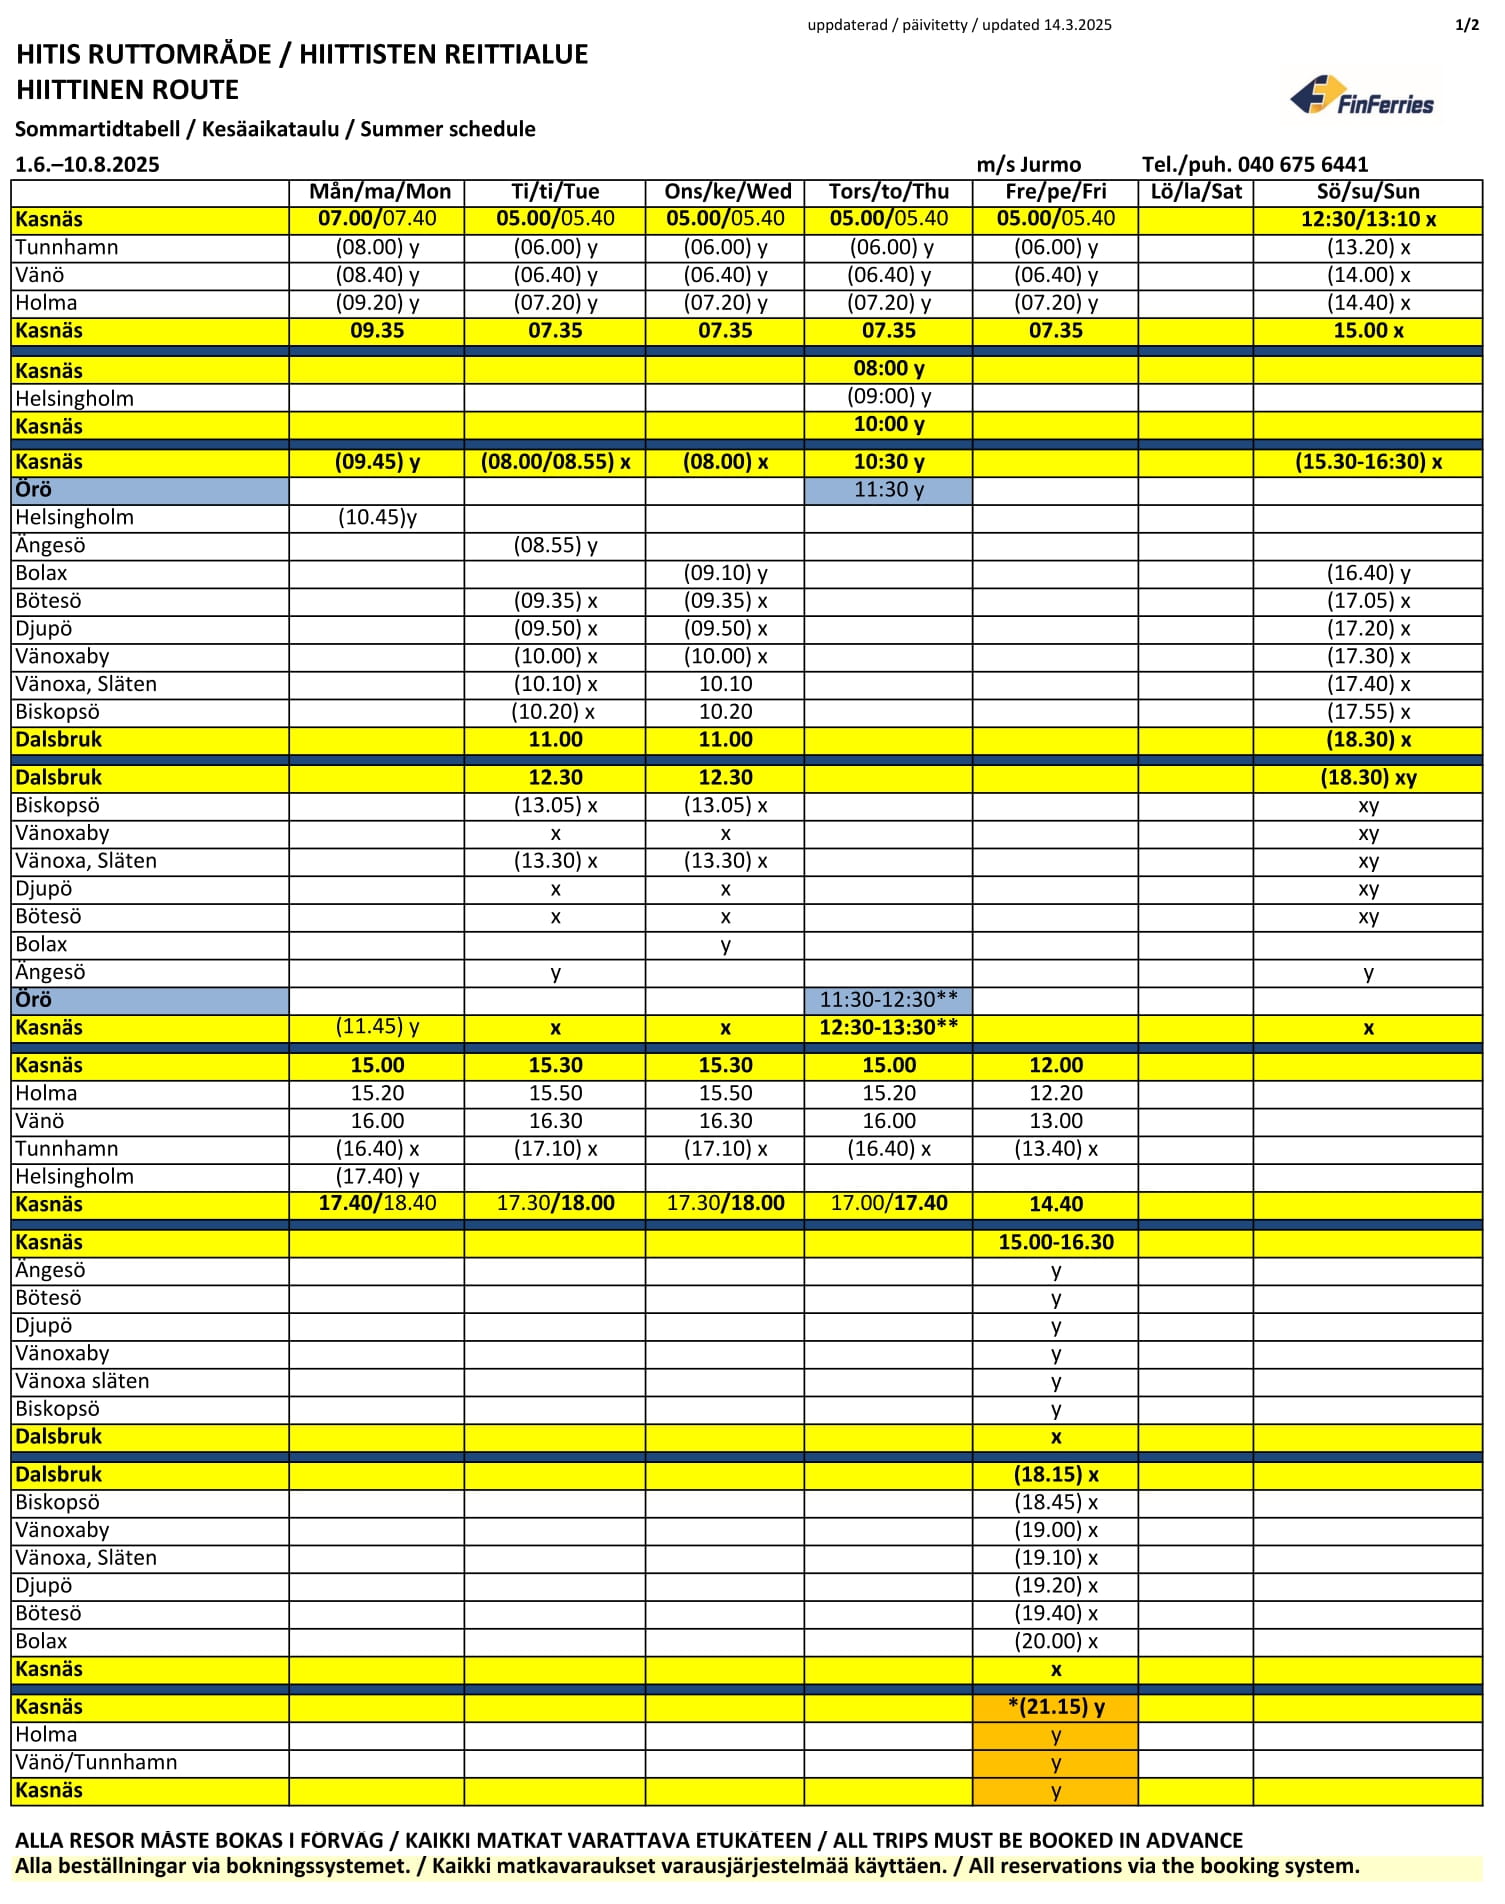 uppdaterad / päivitetty / updated 14.3.2025 1/2
HITIS RUTTOMRÅDE / HIITTISTEN REITTIALUE
HIITTINEN ROUTE
FinFerries
Sommartidtabell / Kesäaikataulu / Summer schedule
1.6.–10.8.2025 m/s Jurmo Tel./puh. 040 675 6441
Mån/ma/Mon Ti/ti/Tue Ons/ke/Wed Tors/to/Thu Fre/pe/Fri Lö/la/Sat Sö/su/Sun
Kasnäs 07.00/07.40 05.00/05.40 05.00/05.40 05.00/05.40 05.00/05.40 12:30/13:10 x
Tunnhamn (08.00) y (06.00) y (06.00) y (06.00) y (06.00) y (13.20) x
Vänö (08.40) y (06.40) y (06.40) y (06.40) y (06.40) y (14.00) x
Holma (09.20) y (07.20) y (07.20) y (07.20) y (07.20) y (14.40) x
Kasnäs 09.35 07.35 07.35 07.35 07.35 15.00 x
Kasnäs 08:00 y
Helsingholm (09:00) y
Kasnäs 10:00 y
Kasnäs (09.45) y (08.00/08.55) x (08.00) x 10:30 y (15.30-16:30) x
Örö 11:30 y
Helsingholm (10.45)y
Ängesö (08.55) y
Bolax (09.10) y (16.40) y
Bötesö (09.35) x (09.35) x (17.05) x
Djupö (09.50) x (09.50) x (17.20) x
Vänoxaby (10.00) x (10.00) x (17.30) x
Vänoxa, Släten (10.10) x 10.10 (17.40) x
Biskopsö (10.20) x 10.20 (17.55) x
Dalsbruk 11.00 11.00 (18.30) x
Dalsbruk 12.30 12.30 (18.30) xy
Biskopsö (13.05) x (13.05) x xy
Vänoxaby x x xy
Vänoxa, Släten (13.30) x (13.30) x xy
Djupö x x xy
Bötesö x x xy
Bolax y
Ängesö y y
Örö 11:30-12:30**
Kasnäs (11.45) y x x 12:30-13:30** x
Kasnäs 15.00 15.30 15.30 15.00 12.00
Holma 15.20 15.50 15.50 15.20 12.20
Vänö 16.00 16.30 16.30 16.00 13.00
Tunnhamn (16.40) x (17.10) x (17.10) x (16.40) x (13.40) x
Helsingholm (17.40) y
Kasnäs 17.40/18.40 17.30/18.00 17.30/18.00 17.00/17.40 14.40
Kasnäs 15.00-16.30
Ängesö y
Bötesö y
Djupö y
Vänoxaby y
Vänoxa släten y
Biskopsö y
Dalsbruk x
Dalsbruk (18.15) x
Biskopsö (18.45) x
Vänoxaby (19.00) x
Vänoxa, Släten (19.10) x
Djupö (19.20) x
Bötesö (19.40) x
Bolax (20.00) x
Kasnäs x
Kasnäs *(21.15) y
Holma y
Vänö/Tunnhamn y
Kasnäs y
ALLA RESOR MÅSTE BOKAS I FÖRVÄG / KAIKKI MATKAT VARATTAVA ETUKÄTEEN / ALL TRIPS MUST BE BOOKED IN ADVANCE
Alla beställningar via bokningssystemet. / Kaikki matkavaraukset varausjärjestelmää käyttäen. / All reservations via the booking system.